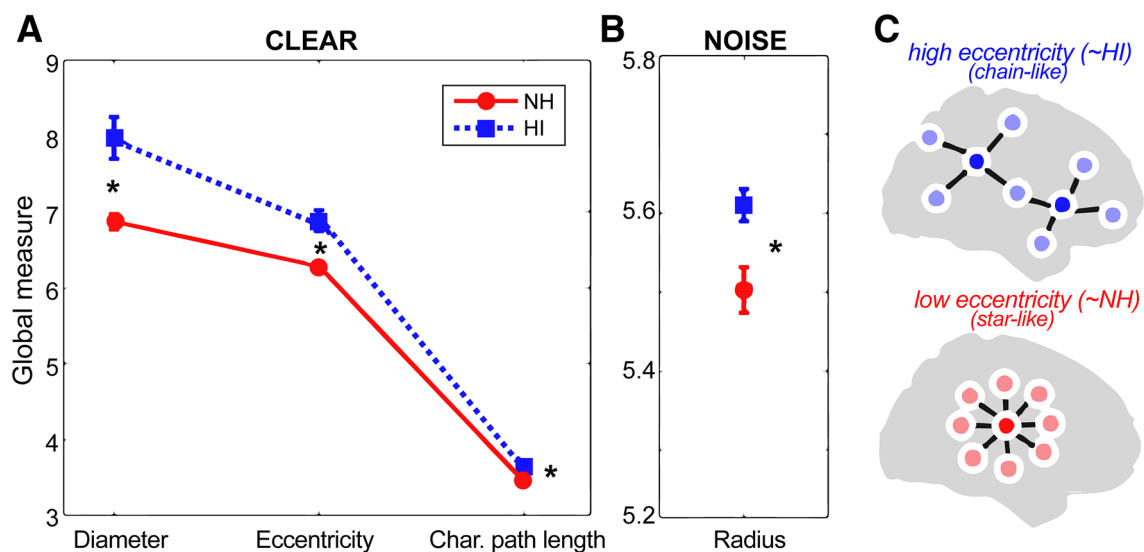 A
CLEAR
9
8
7
6
5
4
3
Global measure
NH
HI
*
*
*
Diameter
Eccentricity
Char. path length
B
NOISE
5.8
5.6
5.4
5.2
*
Radius
C
high eccentricity (~HI)
(chain-like)
low eccentricity (~NH)
(star-like)